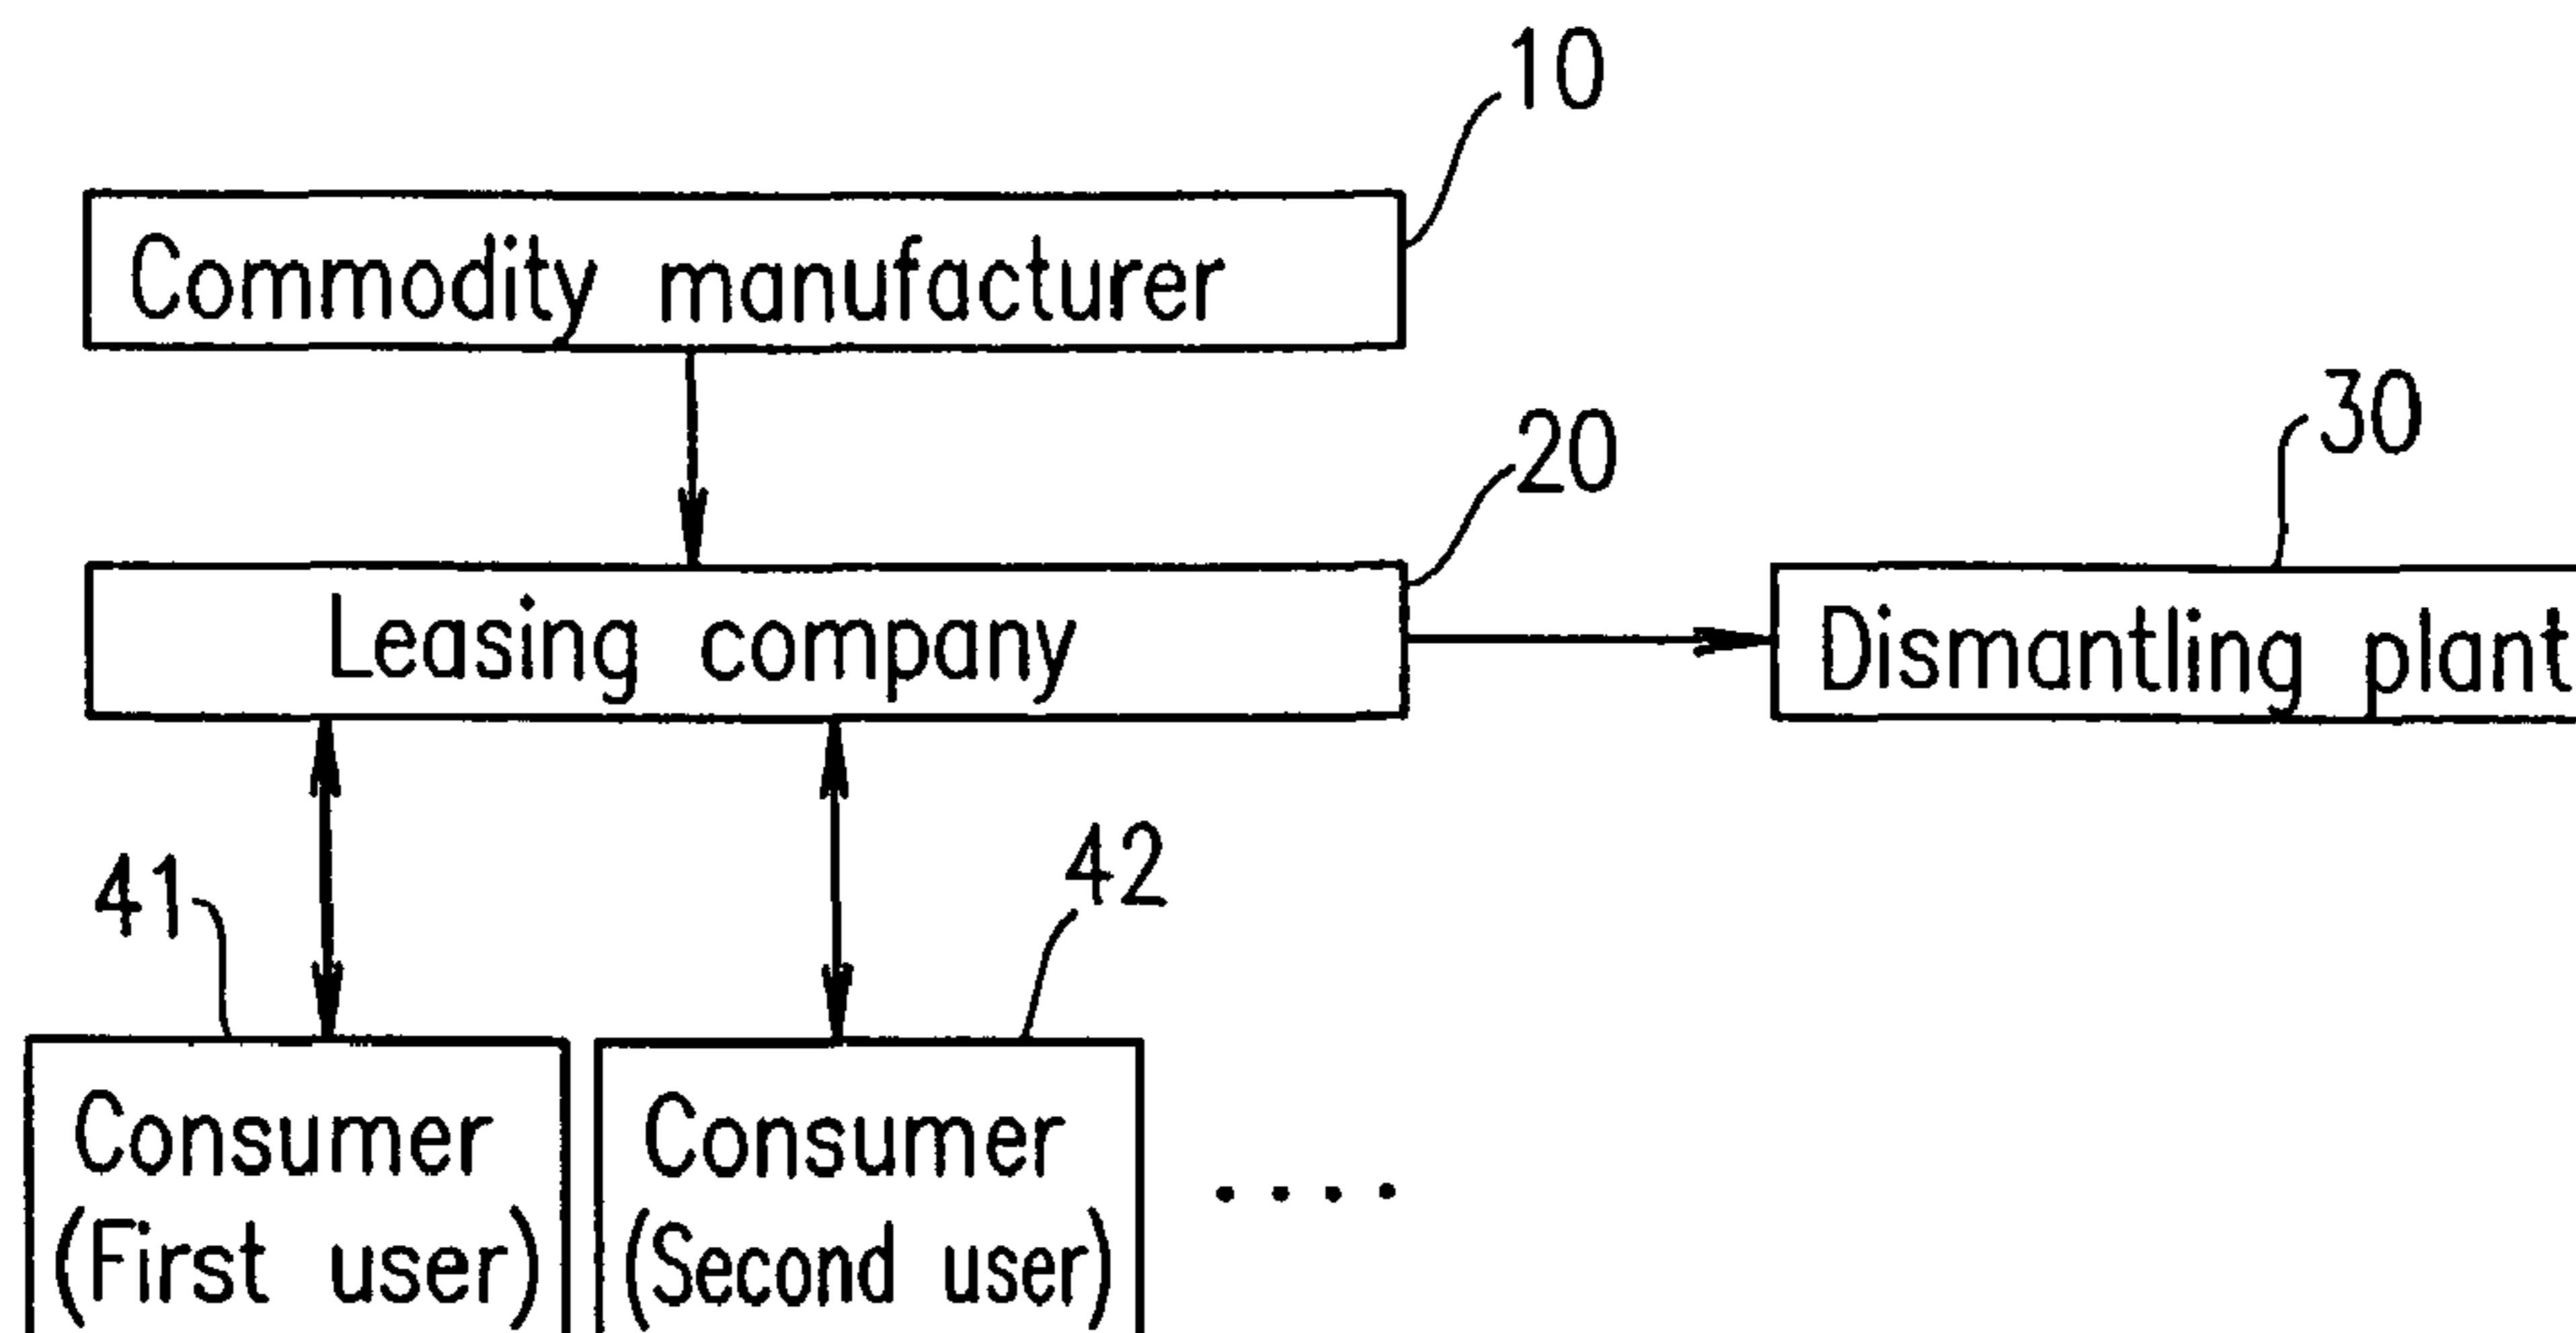 10
Commodity manufacturer
20
30
Leasing company
Dismantling plant
41
42
Consumer
(First user)
Consumer
(Second user)
....